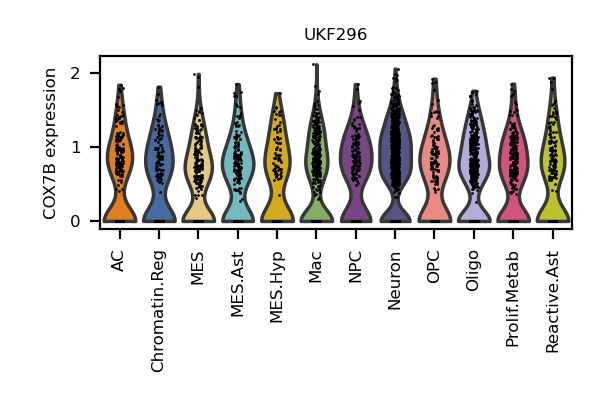 UKF296
COX7B expression
2
1
0
AC
Chromatin.Reg
MES
MES.Ast
MES.Hyp
Mac
NPC
Neuron
OPC
Oligo
Prolif.Metab
Reactive.Ast